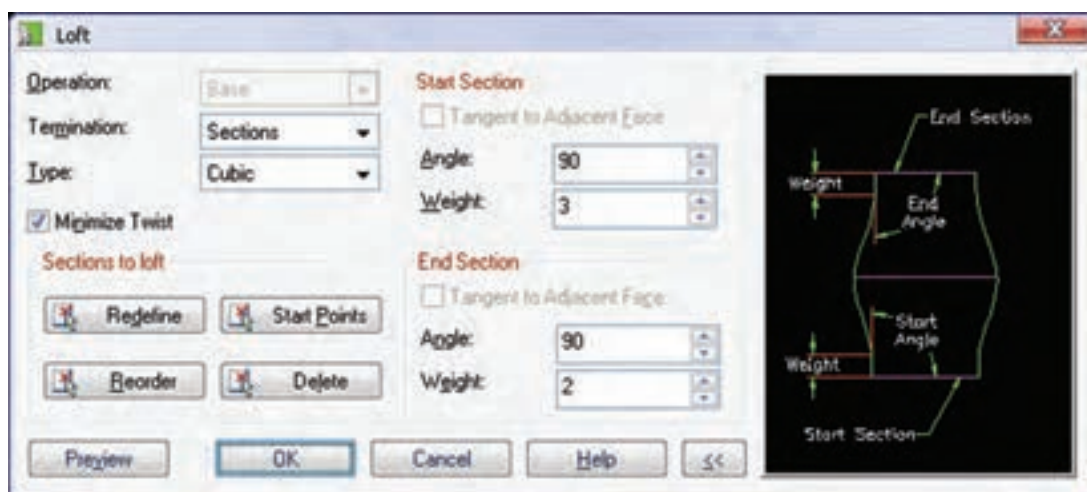 Loft
Operation: Base
Termination: Sections
Type: Cubic
Minimize Twist
Sections to loft
Redefine Start Points
Reorder Delete
Start Section
Tangent to Adjacent Face
Angle: 90
Weight: 3
End Section
Tangent to Adjacent Face
Angle: 90
Weight: 2
Preview OK Cancel Help <<
End Section
Weight
End
Angle
Start
Angle
Weight
Start Section